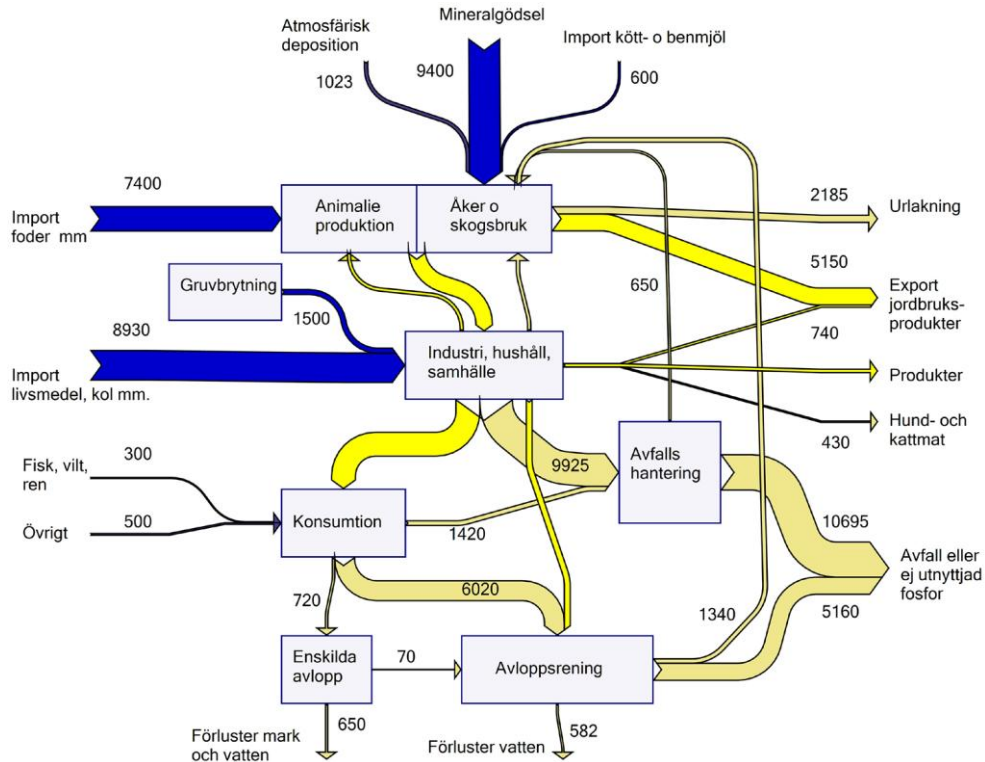 Atmosfärisk
deposition
1023
Mineralgödsel
9400
Import kött- o benmjöl
600
7400
Import
foder mm
Animalie
produktion
Åker o
skogsbruk
2185
Urlakning
5150
Export
jordbruks-
produkter
650
740
Gruvbrytning
1500
8930
Import
livsmedel, kol mm.
Industri, hushåll,
samhälle
Produkter
Hund- och
kattmat
430
Fisk, vilt,
ren
300
Övrigt
500
Konsumtion
9925
1420
Avfalls
hantering
10695
Avfall eller
ej utnyttjad
fosfor
5160
720
6020
1340
Enskilda
avlopp
70
Avloppsrening
650
Förluster mark
och vatten
582
Förluster vatten